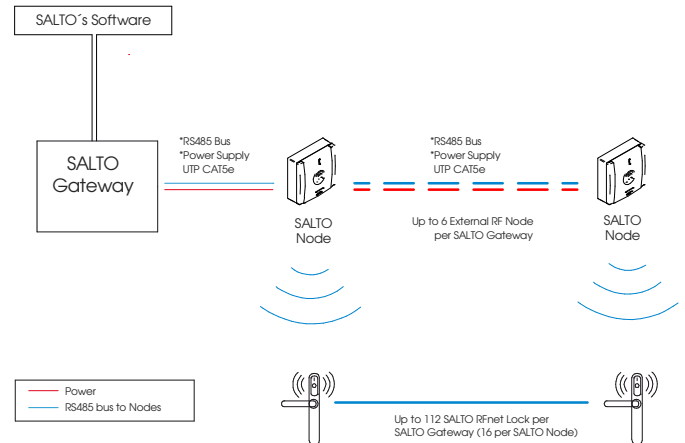 SALTO´s Software
SALTO
Gateway
*RS485 Bus
*Power Supply
UTP CAT5e
*RS485 Bus
*Power Supply
UTP CAT5e
SALTO
Node
Up to 6 External RF Node
per SALTO Gateway
SALTO
Node
Power
RS485 bus to Nodes
Up to 112 SALTO RFnet Lock per
SALTO Gateway (16 per SALTO Node)